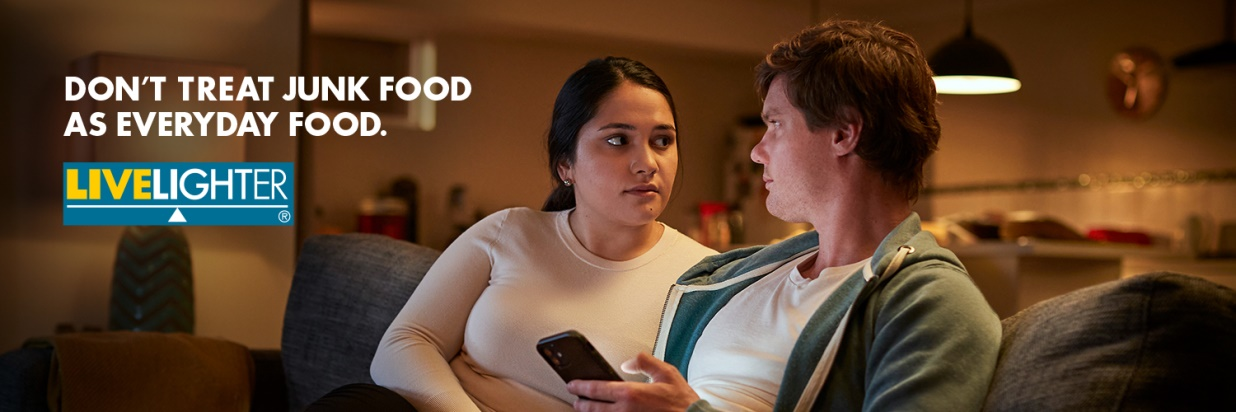 DON'T TREAT JUNK FOOD
AS EVERYDAY FOOD.
LIVELIGHTER
®